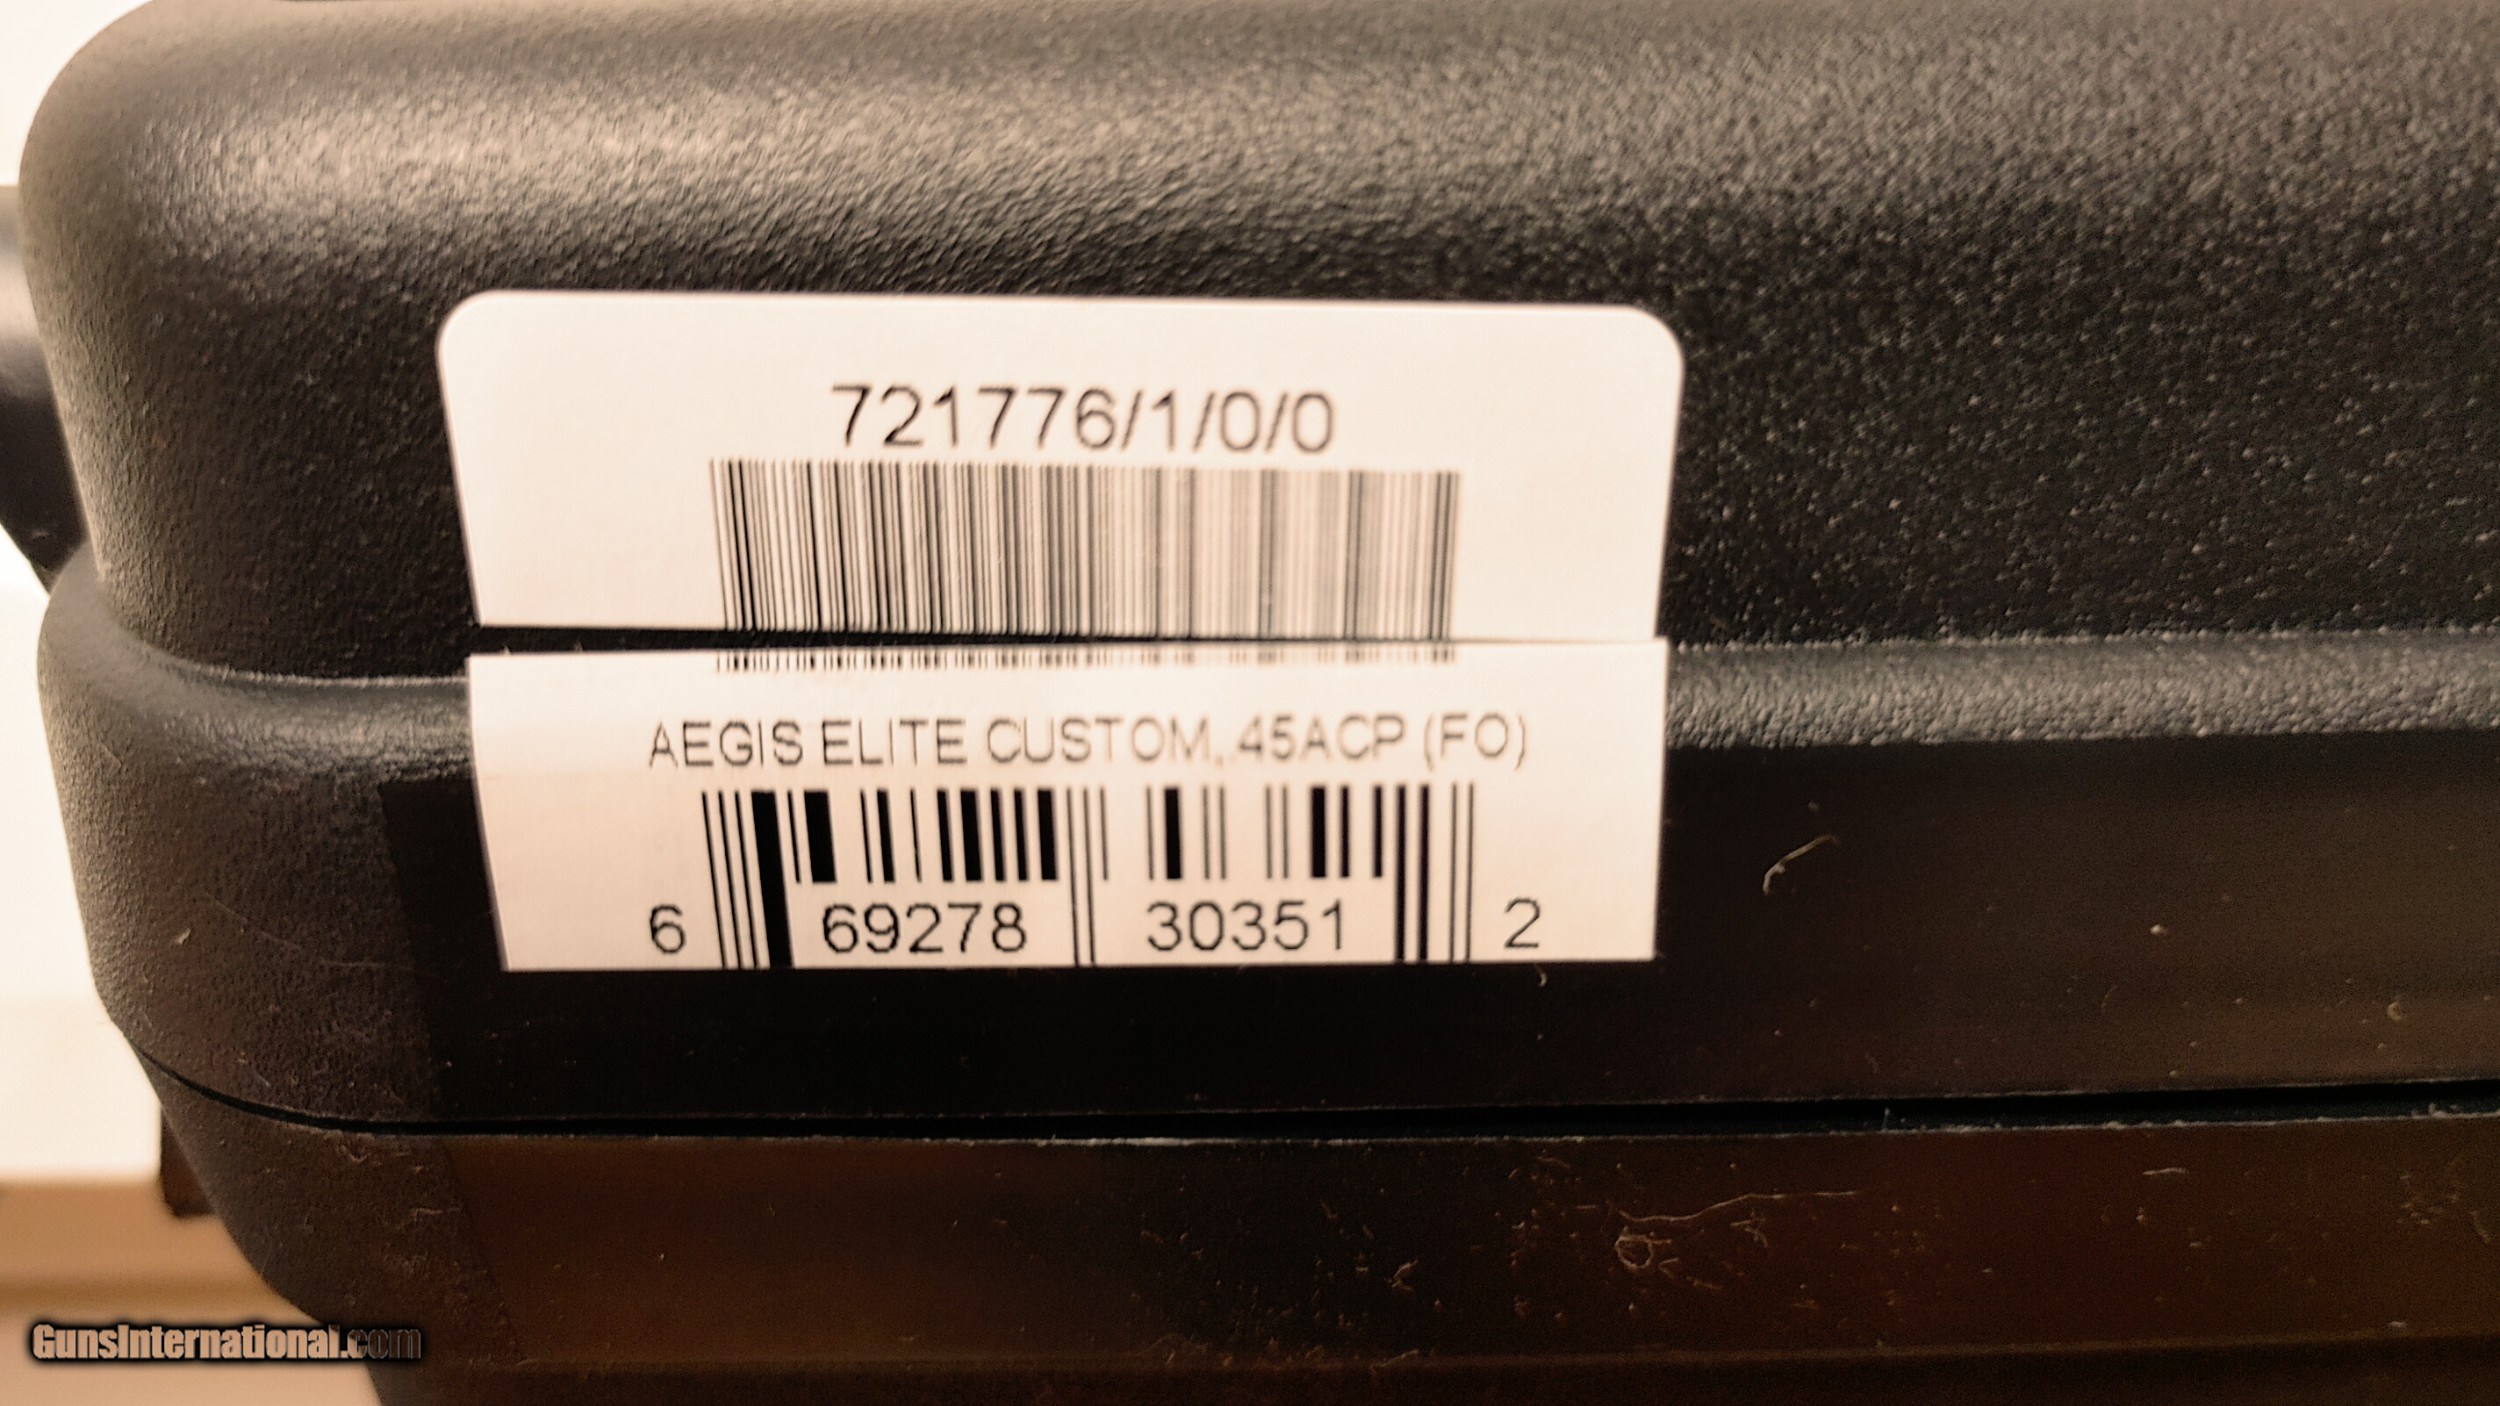 721776/1/0/0
AEGIS ELITE CUSTOM, .45ACP (FO)
6 69278 30351 2
GunsInternational.com